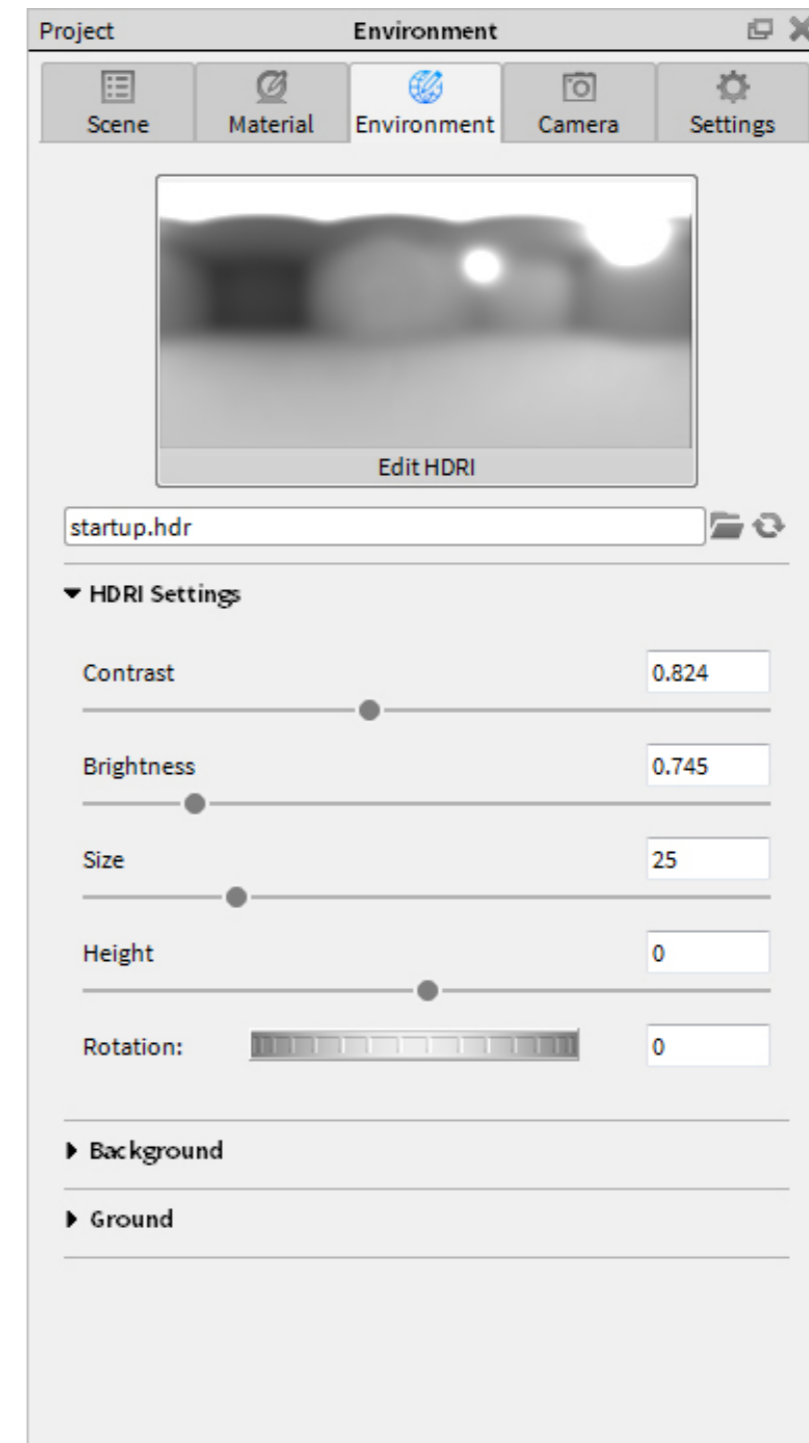 Project Environment
Scene Material Environment Camera Settings
Edit HDRI
startup.hdr
HDRI Settings
Contrast 0.824
Brightness 0.745
Size 25
Height 0
Rotation: 0
Background
Ground